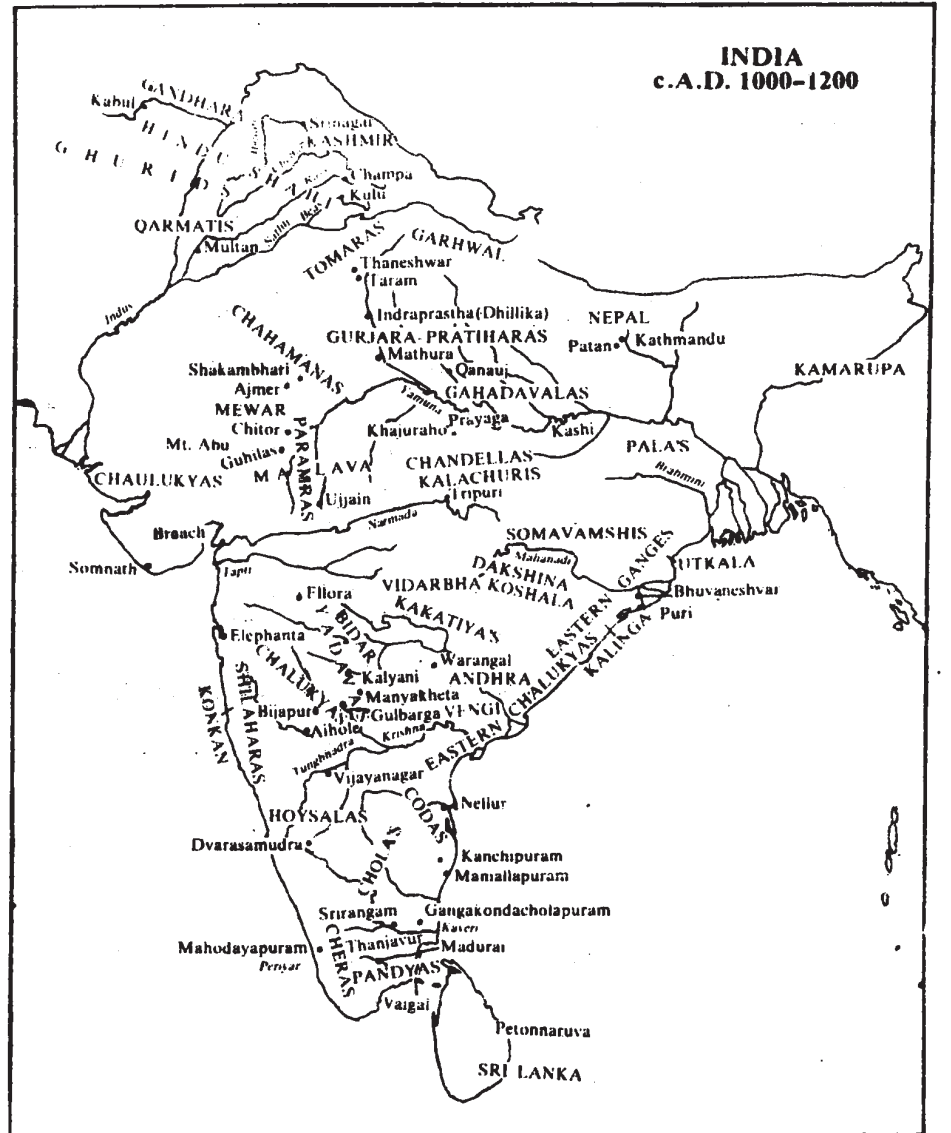 INDIA
c.A.D. 1000–1200
GANDHARA
Kabul
HINDU
SHAHI
GHURIDS
Srinagar
KASHMIR
Champa
Kulu
QARMATIS
Multan
Satluj
Beas
TOMARAS
GARHWAL
Thaneshwar
Taram
Indus
Indraprastha (Dhillika)
CHAHAMANAS
GURJARA-PRATIHARAS
NEPAL
Patan
Kathmandu
Mathura
Shakambhari
Qanauj
KAMARUPA
Ajmer
GAHADAVALAS
Yamuna
MEWAR
Chitor
Khajuraho
Prayaga
Kashi
Mt. Abu
Guhilas
PARAMRAS
MALAVA
PALA'S
CHANDELLAS
CHAULUKYAS
KALACHURIS
Brahmini
Ujjain
Tripuri
Narmada
Broach
SOMAVAMSHIS
Somnath
Tapti
Mahanadi
UTKALA
DAKSHINA
KOSHALA
VIDARBHA
Ellora
EASTERN GANGES
Bhuvaneshvar
Puri
KAKATIYAS
YADAVAS
BIDAR
Elephanta
KALINGA
Warangal
CHALUKYAS
Kalyani
ANDHRA
Manyakheta
SHILAHARAS
KONKAN
Bijapur
Gulbarga
VENGI
EASTERN CHALUKYAS
Aihole
Krishna
Tunghhadra
Vijayanagar
CODAS
Nellur
HOYSALAS
Dvarasamudra
CHOLAS
Kanchipuram
Mamallapuram
Srirangam
Gangakondacholapuram
Kaveri
Mahodayapuram
CHERAS
Thanjavur
Madurai
Periyar
PANDYAS
Vaigai
Petonnaruva
SRI LANKA